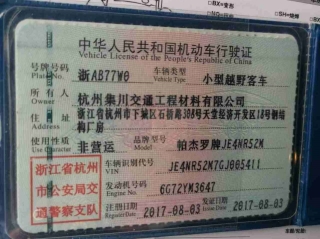 中华人民共和国机动车行驶证
Vehicle License of the People's Republic of China
号牌号码 浙AB77W0 车辆类型 小型越野客车
Plate No. Vehicle Type
所有人 杭州集川交通工程材料有限公司
Owner
住址 浙江省杭州市下城区石桥路308号天堂经济开发区18号钢结
构厂房
使用性质 非营运 品牌型号 帕杰罗牌JE4NR52M
Use Character Model
浙江省杭州
市公安局交
通警察支队
车辆识别代号 JE4NR52M7GJ005411
VIN
发动机号码 6G72YM3647
Engine No.
注册日期 2017-08-03 发证日期 2017-08-03